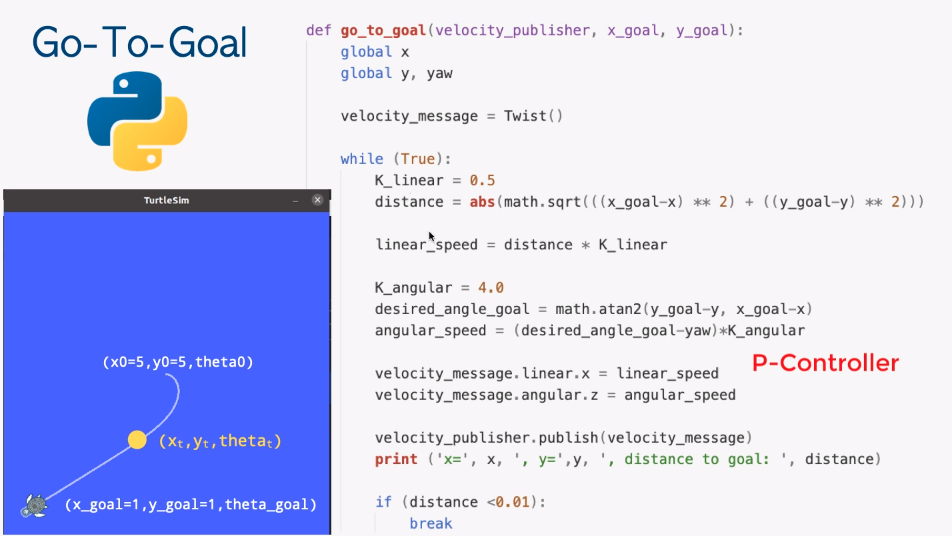 Go-To-Goal
def go_to_goal(velocity_publisher, x_goal, y_goal):
global x
global y, yaw
velocity_message = Twist()
while (True):
K_linear = 0.5
distance = abs(math.sqrt(((x_goal-x) ** 2) + ((y_goal-y) ** 2)))
linear_speed = distance * K_linear
K_angular = 4.0
desired_angle_goal = math.atan2(y_goal-y, x_goal-x)
angular_speed = (desired_angle_goal-yaw)*K_angular
P-Controller
velocity_message.linear.x = linear_speed
velocity_message.angular.z = angular_speed
velocity_publisher.publish(velocity_message)
print ('x=', x, ', y=',y, ', distance to goal: ', distance)
if (distance <0.01):
break
TurtleSim
(x0=5,y0=5,theta0)
(xₜ,yₜ,thetaₜ)
(x_goal=1,y_goal=1,theta_goal)